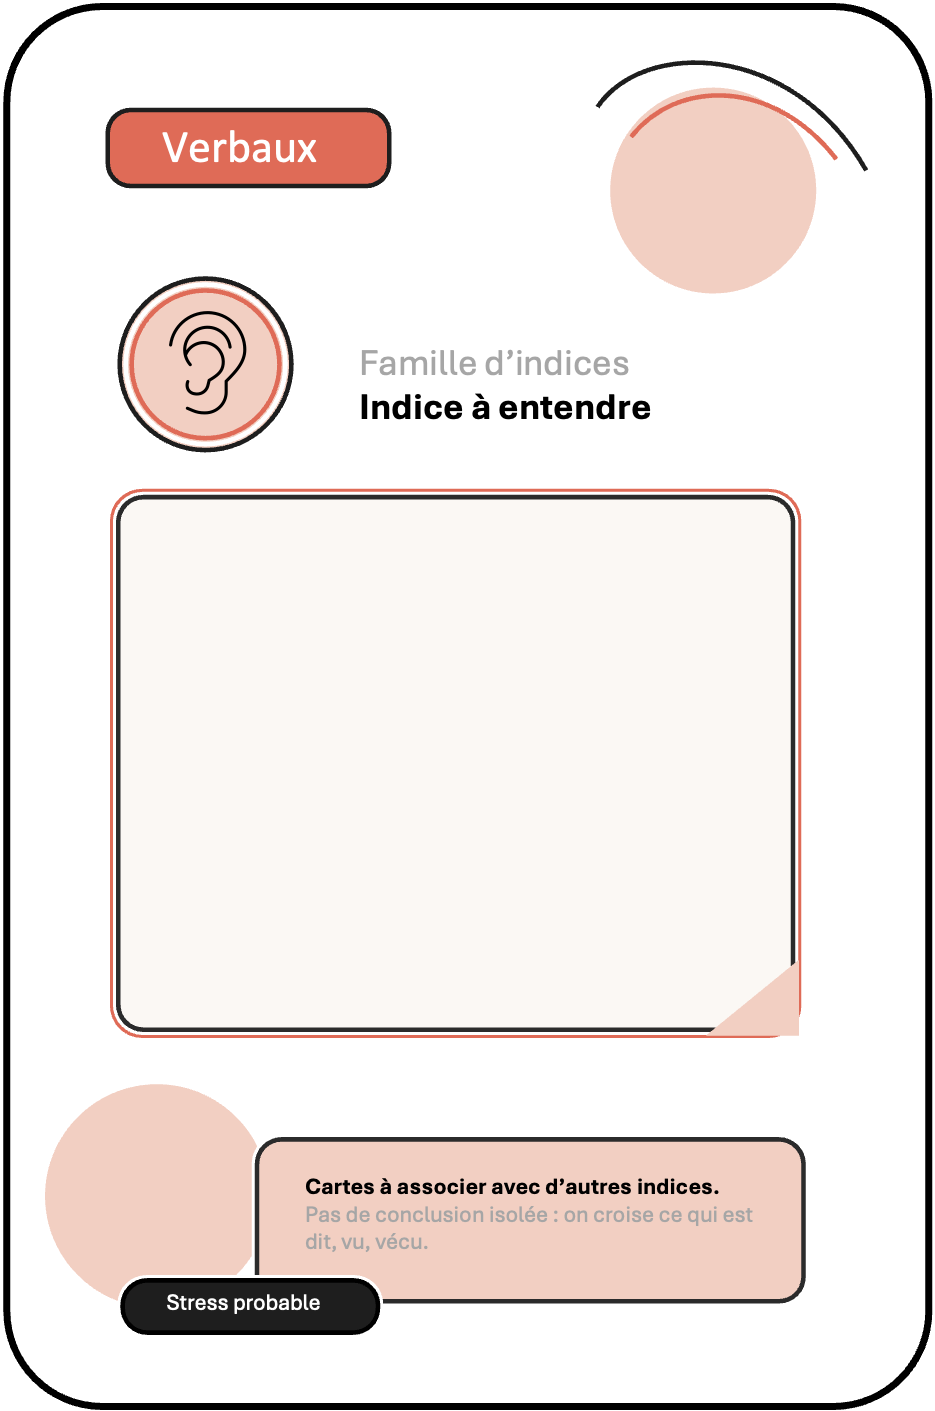 Verbaux
Famille d’indices
Indice à entendre
Cartes à associer avec d’autres indices.
Pas de conclusion isolée : on croise ce qui est
dit, vu, vécu.
Stress probable